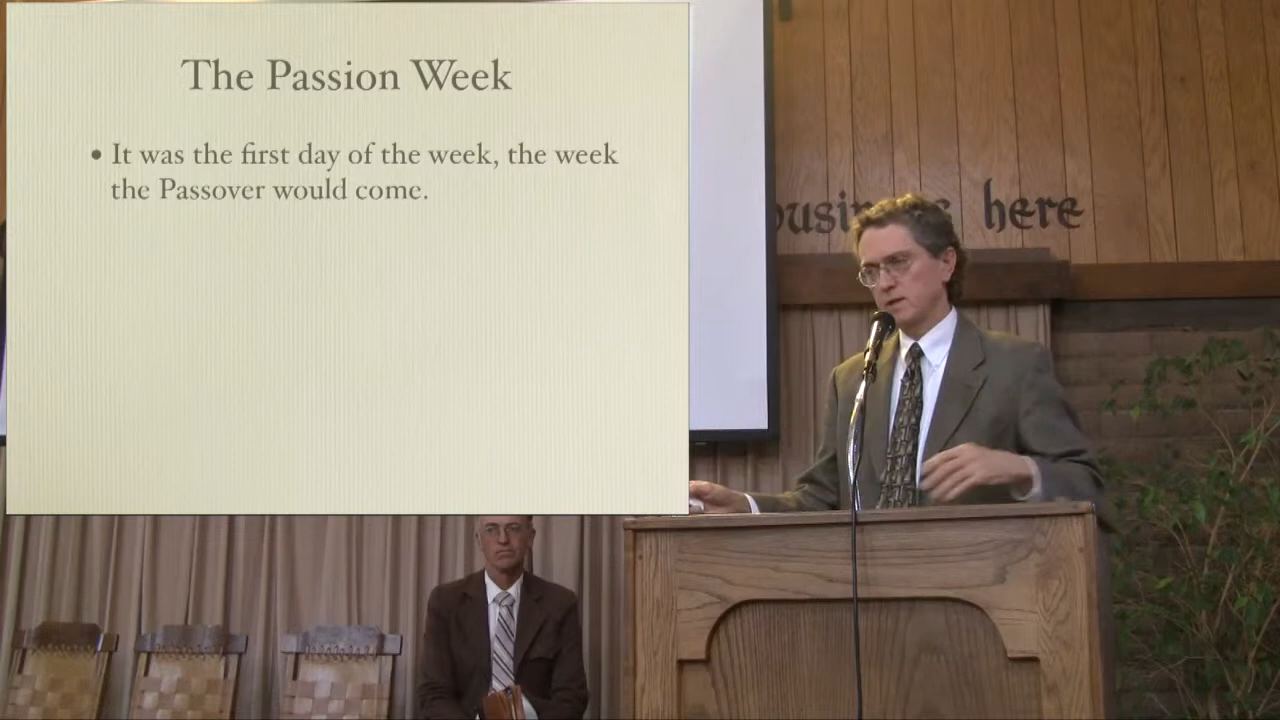 The Passion Week
• It was the first day of the week, the week
the Passover would come.
here